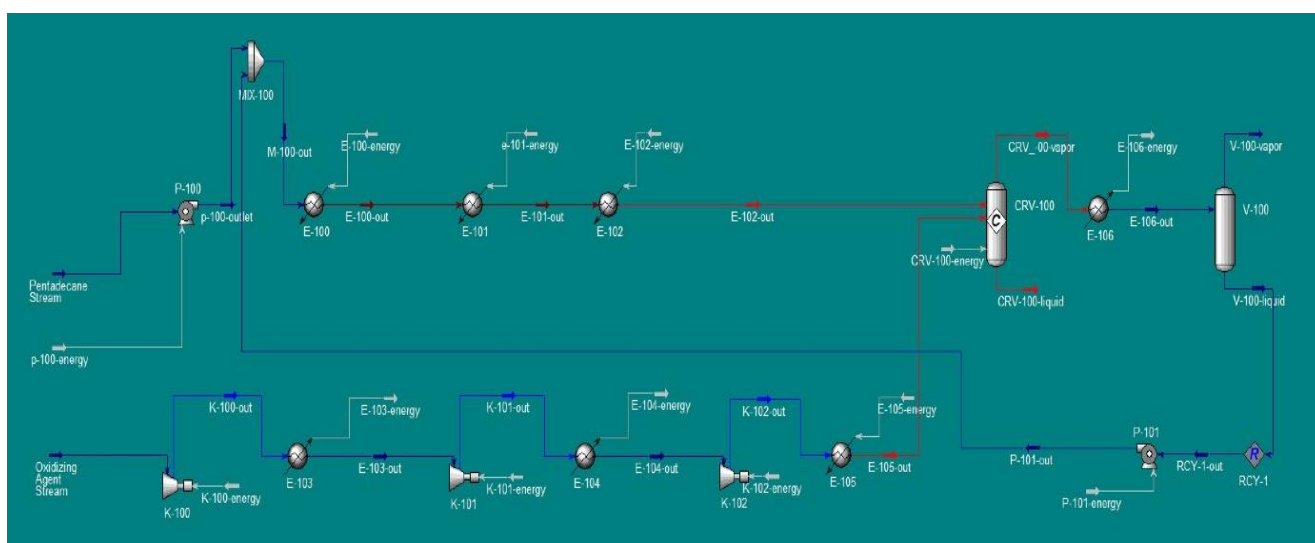 MIX-100
M-100-out
E-100-energy
e-101-energy
E-102-energy
CRV_-00-vapor
E-106-energy
V-100-vapor
P-100
p-100-outlet
E-100
E-100-out
E-101
E-101-out
E-102
E-102-out
CRV-100
C
E-106
E-106-out
V-100
CRV-100-energy
Pentadecane
Stream
CRV-100-liquid
V-100-liquid
p-100-energy
K-100-out
E-103-energy
K-101-out
E-104-energy
K-102-out
E-105-energy
Oxidizing
Agent
Stream
K-100
K-100-energy
E-103
E-103-out
K-101
K-101-energy
E-104
E-104-out
K-102
K-102-energy
E-105
E-105-out
P-101-out
P-101
P-101-energy
RCY-1-out
R
RCY-1